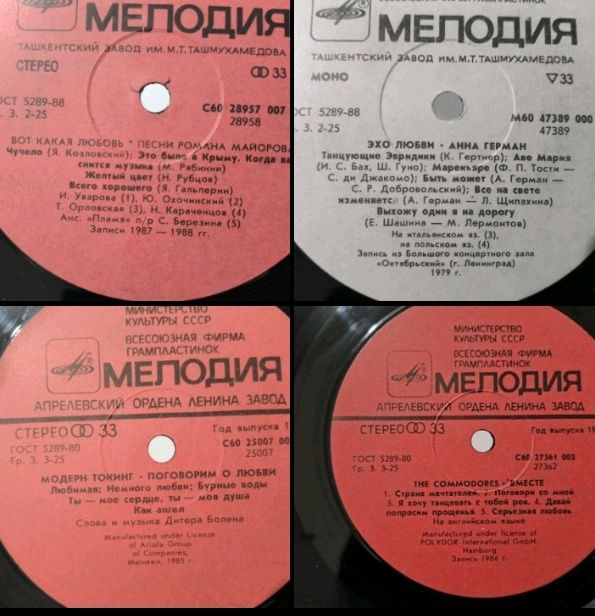 МЕЛОДИЯ
ТАШКЕНТСКИЙ ЗАВОД ИМ. М.Т. ТАШМУХАМЕДОВА
СТЕРЕО
33
ОСТ 5289-88
. 3. 2-25
С60 28957 007
28958
ВОТ КАКАЯ ЛЮБОВЬ * ПЕСНИ РОМАНА МАЙОРОВ
Чучело (Я. Козловский); Это было в Крыму. Когда ва
снится музыка (М. Рябинин)
Желтый цвет (Н. Рубцов)
Всего хорошего (Я. Гальперин)
И. Уварова (1), Ю. Охочинский (2)
Т. Орловская (3), Н. Караченцов (4)
Анс. «Пламя» п/р С. Березина (5)
Записи 1987 — 1988 гг.
МЕЛОДИЯ
ТАШКЕНТСКИЙ ЗАВОД ИМ. М.Т. ТАШМУХАМЕДОВА
МОНО
33
СТ 5289-88
. 3. 2-25
М60 47389 000
47389
ЭХО ЛЮБВИ • АННА ГЕРМАН
Танцующие Эвридики (К. Гертнер); Аве Мария
(И. С. Бах, Ш. Гуно); Марекьяре (Ф. П. Тости —
С. ди Джакомо); Быть может (А. Герман —
С. Р. Добровольский); Все на свете
изменяется (А. Герман — Л. Щипахина)
Выхожу один я на дорогу
(Е. Шашина — М. Лермонтов)
На итальянском яз. (3),
на польском яз. (4)
Запись из Большого концертного зала
«Октябрьский» (г. Ленинград)
1979 г.
МИНИСТЕРСТВО
КУЛЬТУРЫ СССР
ВСЕСОЮЗНАЯ ФИРМА
ГРАМПЛАСТИНОК
МЕЛОДИЯ
АПРЕЛЕВСКИЙ ОРДЕНА ЛЕНИНА ЗАВОД
СТЕРЕО 33
Год выпуска 1
ГОСТ 5289-80
Гр. 3. 3-25
С60 25007 00
25007
МОДЕРН ТОКИНГ · ПОГОВОРИМ О ЛЮБВИ
Любимая; Немного любви; Бурные воды
Ты — мое сердце, ты — моя душа
Как ангел
Слова и музыка Дитера Болена
Manufactured under License
of Ariola Group
of Companies,
Мюнхен, 1985 г.
МИНИСТЕРСТВО
КУЛЬТУРЫ СССР
ВСЕСОЮЗНАЯ ФИРМА
ГРАМПЛАСТИНОК
МЕЛОДИЯ
АПРЕЛЕВСКИЙ ОРДЕНА ЛЕНИНА ЗАВОД
СТЕРЕО 33
Год выпуска 19
ГОСТ 5289-80
Гр. 3. 3-25
С60 27361 002
27362
THE COMMODORES · ВМЕСТЕ
1. Страна мечтателей. 2. Поговори со мной
3. Я хочу танцевать с тобой рок. 4. Давай
попросим прощенья. 5. Серьезная любовь
На английском языке
Manufactured under license of
POLYDOR International GmbH,
Hamburg
Запись 1986 г.